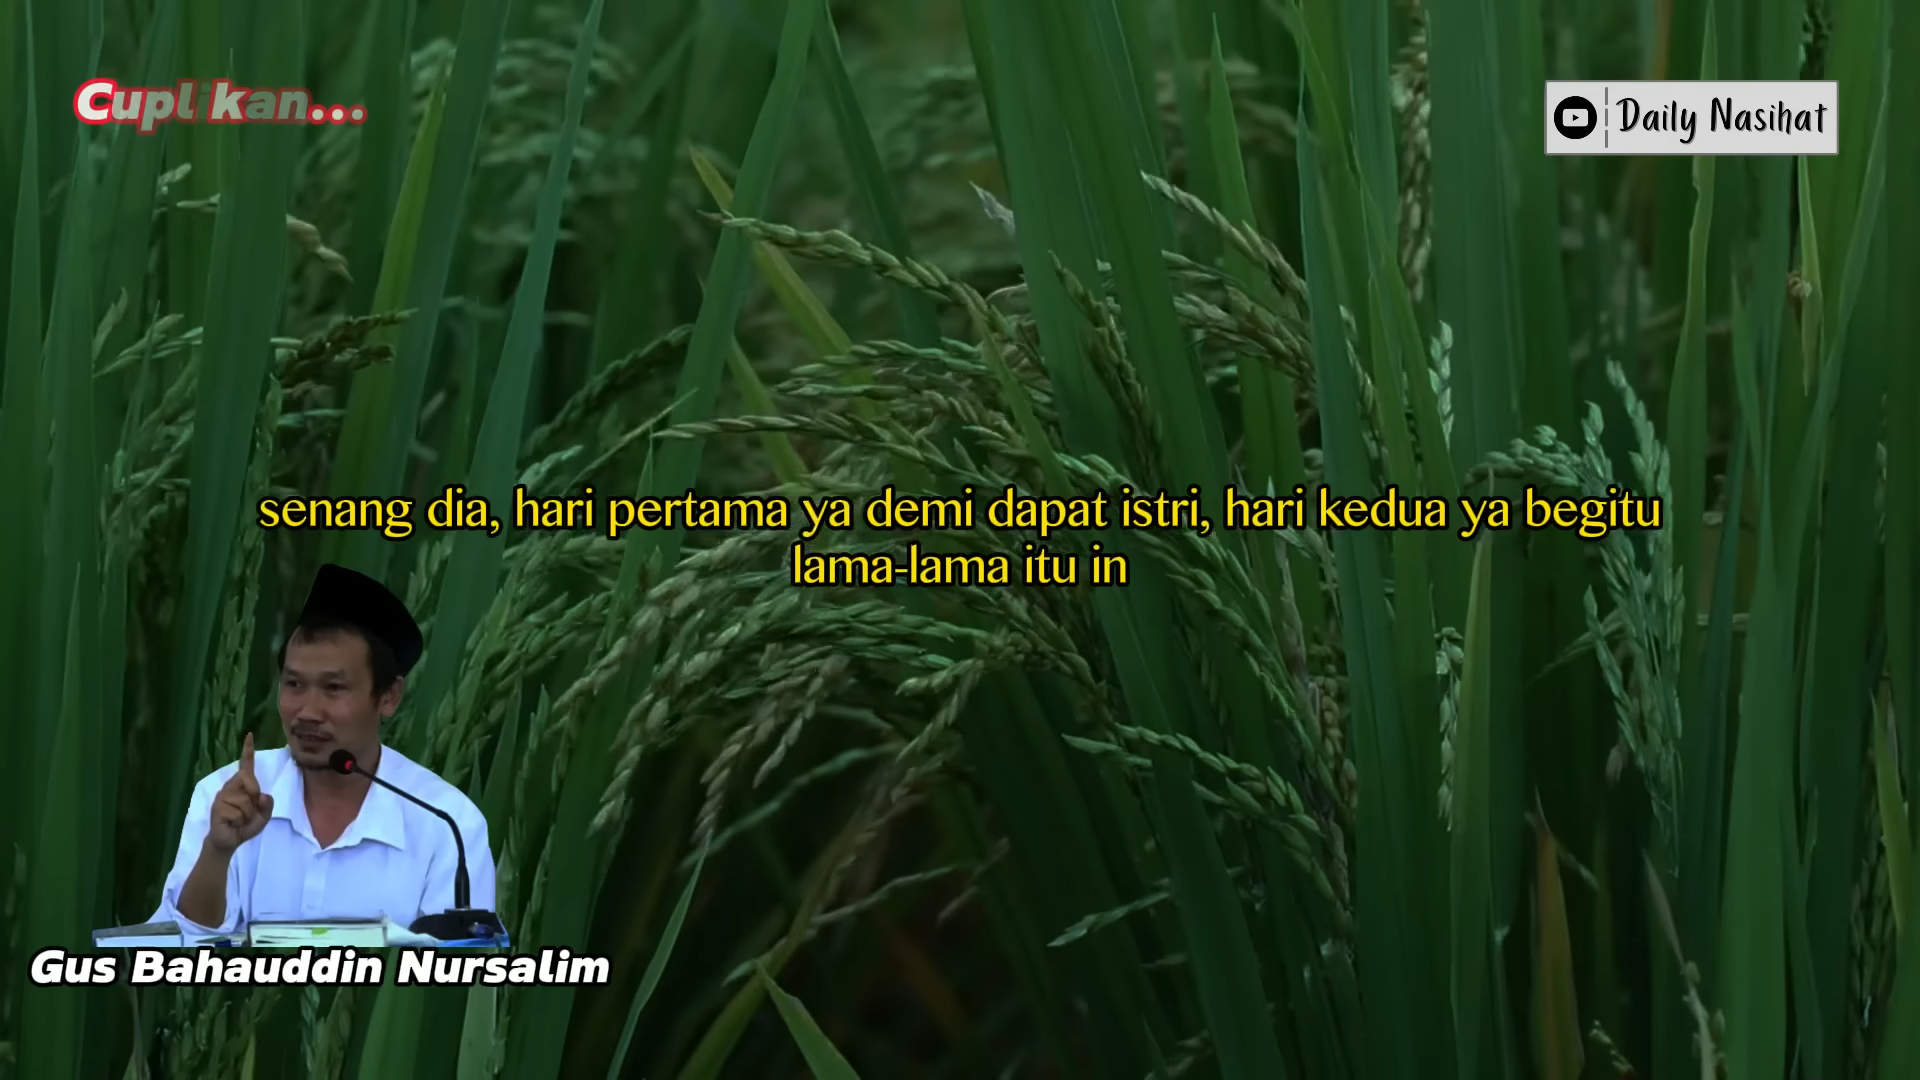 Cuplikan...
Daily Nasihat
senang dia, hari pertama ya demi dapat istri, hari kedua ya begitu
lama-lama itu in
Gus Bahauddin Nursalim